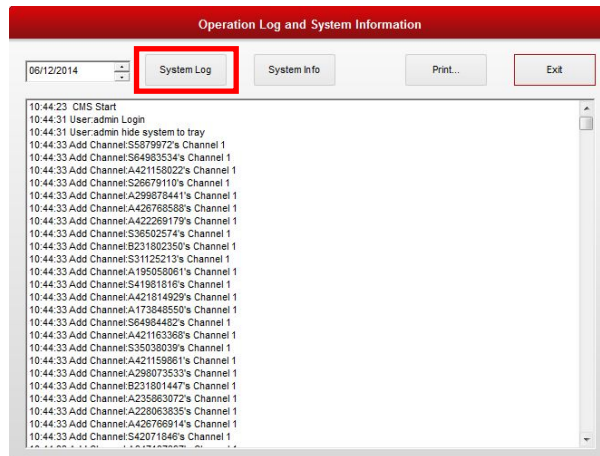 Operation Log and System Information
06/12/2014 System Log System Info Print... Exit
10:44:23 CMS Start
10:44:31 User:admin Login
10:44:31 User:admin hide system to tray
10:44:33 Add Channel:S5879972's Channel 1
10:44:33 Add Channel:S64983534's Channel 1
10:44:33 Add Channel:A421158022's Channel 1
10:44:33 Add Channel:S26679110's Channel 1
10:44:33 Add Channel:A299878441's Channel 1
10:44:33 Add Channel:A426768588's Channel 1
10:44:33 Add Channel:A422269179's Channel 1
10:44:33 Add Channel:S36502574's Channel 1
10:44:33 Add Channel:B231802350's Channel 1
10:44:33 Add Channel:S31125213's Channel 1
10:44:33 Add Channel:A195058061's Channel 1
10:44:33 Add Channel:S41981816's Channel 1
10:44:33 Add Channel:A421814929's Channel 1
10:44:33 Add Channel:A173848550's Channel 1
10:44:33 Add Channel:S64984482's Channel 1
10:44:33 Add Channel:A421163368's Channel 1
10:44:33 Add Channel:S35038039's Channel 1
10:44:33 Add Channel:A421159861's Channel 1
10:44:33 Add Channel:A298073533's Channel 1
10:44:33 Add Channel:B231801447's Channel 1
10:44:33 Add Channel:A235863072's Channel 1
10:44:33 Add Channel:A228063835's Channel 1
10:44:33 Add Channel:A426766914's Channel 1
10:44:33 Add Channel:S42071846's Channel 1